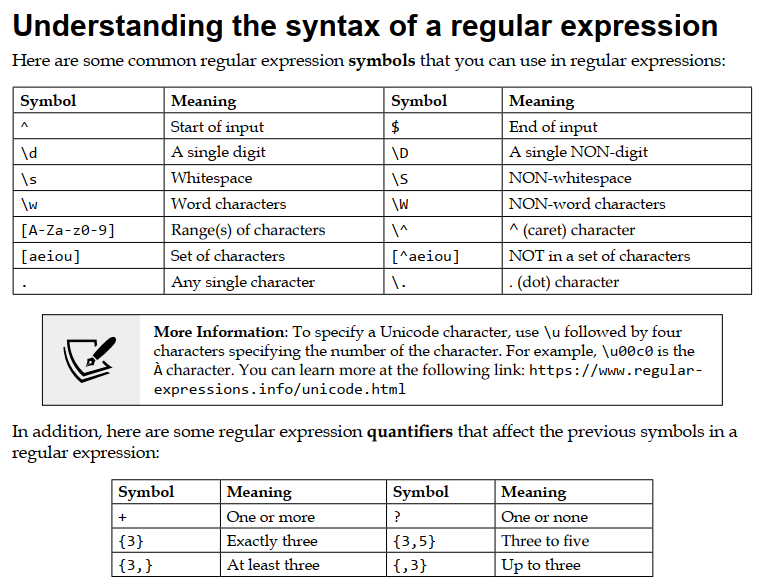 Understanding the syntax of a regular expression
Here are some common regular expression symbols that you can use in regular expressions:
Symbol Meaning Symbol Meaning
^ Start of input $ End of input
\d A single digit \D A single NON-digit
\s Whitespace \S NON-whitespace
\w Word characters \W NON-word characters
[A-Za-z0-9] Range(s) of characters \^ ^ (caret) character
[aeiou] Set of characters [^aeiou] NOT in a set of characters
. Any single character \. . (dot) character
More Information: To specify a Unicode character, use \u followed by four
characters specifying the number of the character. For example, \u00c0 is the
À character. You can learn more at the following link: https://www.regular-
expressions.info/unicode.html
In addition, here are some regular expression quantifiers that affect the previous symbols in a
regular expression:
Symbol Meaning Symbol Meaning
+ One or more ? One or none
{3} Exactly three {3,5} Three to five
{3,} At least three {,3} Up to three